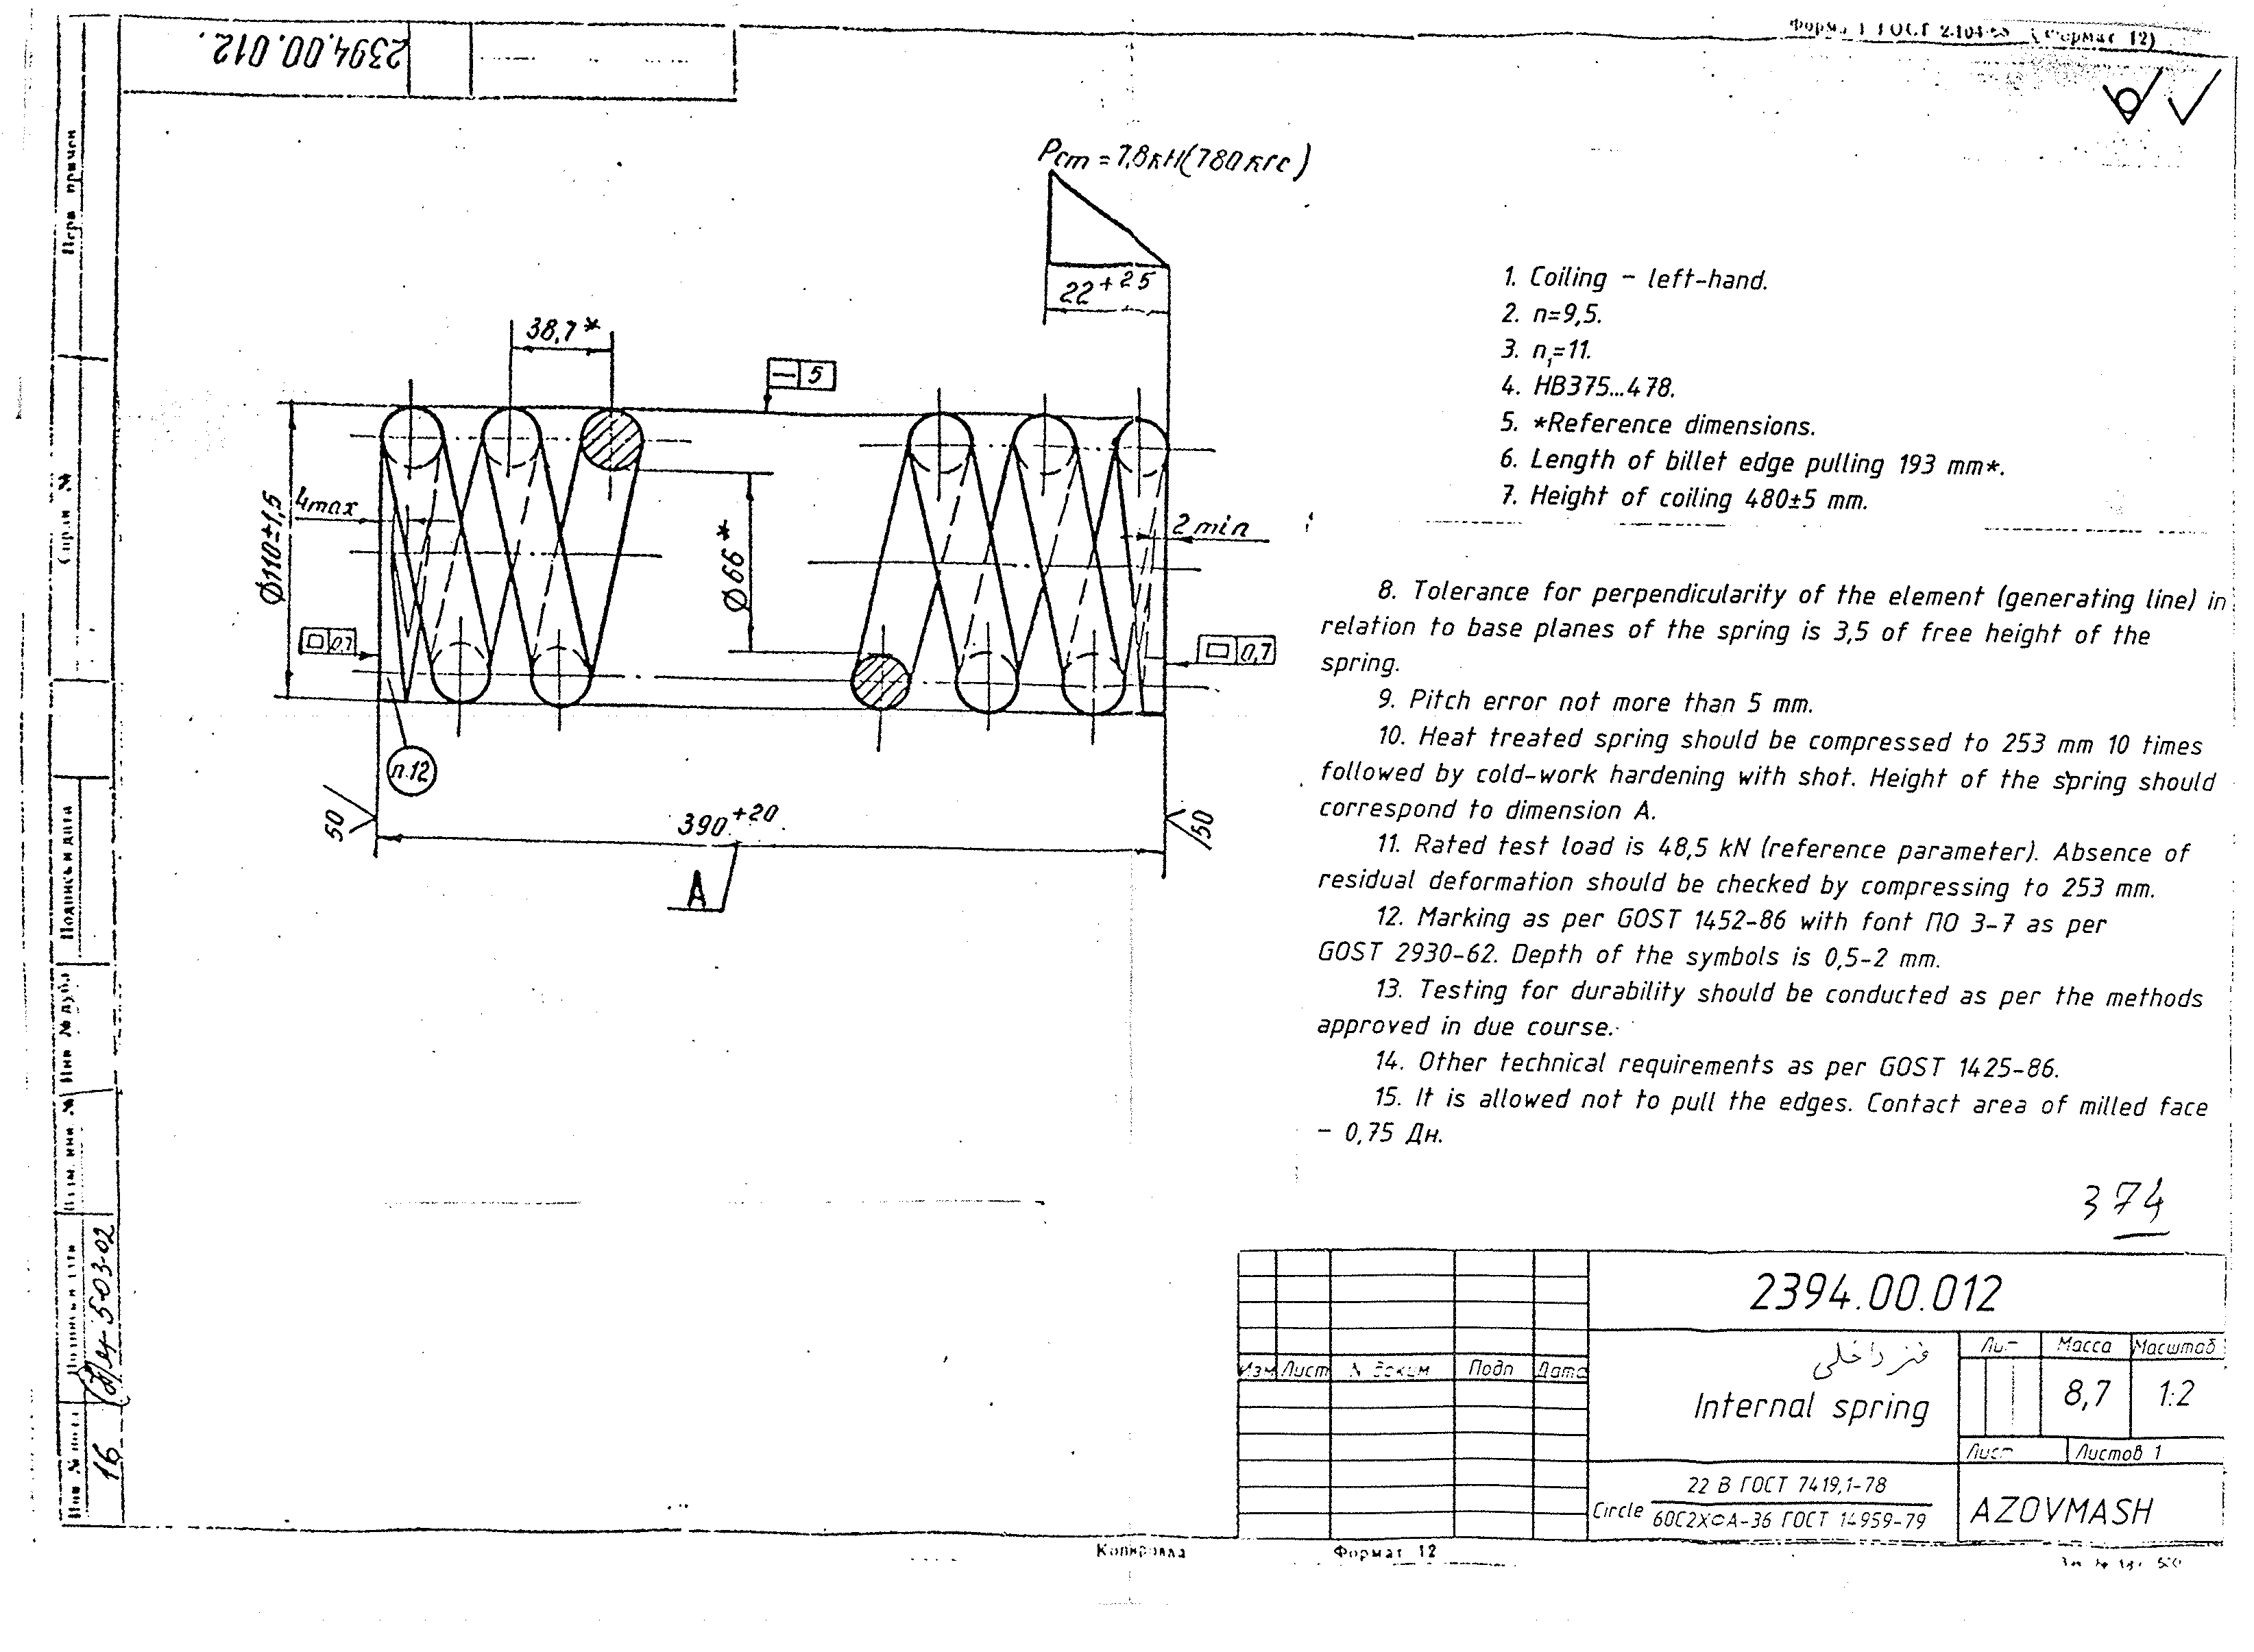 2394.00.012
Форма 1 ГОСТ 2.104-68 (Формат 12)
Рст = 7,8кН(780кгс)
22+25
38,7*
— 5
Ø110±1,5
4max
Ø66*
2 min
0,7
0,7
п.12
50
390+20
50
A
1. Coiling - left-hand.
2. n=9,5.
3. n1=11.
4. HB375...478.
5. *Reference dimensions.
6. Length of billet edge pulling 193 mm*.
7. Height of coiling 480±5 mm.
8. Tolerance for perpendicularity of the element (generating line) in
relation to base planes of the spring is 3,5 of free height of the
spring.
9. Pitch error not more than 5 mm.
10. Heat treated spring should be compressed to 253 mm 10 times
followed by cold-work hardening with shot. Height of the spring should
correspond to dimension A.
11. Rated test load is 48,5 kN (reference parameter). Absence of
residual deformation should be checked by compressing to 253 mm.
12. Marking as per GOST 1452-86 with font ПО 3-7 as per
GOST 2930-62. Depth of the symbols is 0,5-2 mm.
13. Testing for durability should be conducted as per the methods
approved in due course.
14. Other technical requirements as per GOST 1425-86.
15. It is allowed not to pull the edges. Contact area of milled face
- 0,75 Дн.
374
2394.00.012
فنر داخلی
Internal spring
Лит Масса Масштаб
8,7 1:2
Лист Листов 1
Изм Лист № докум Подп Дата
Circle 22 В ГОСТ 7419,1-78
60С2ХФА-3б ГОСТ 14959-79
AZOVMASH
Копировал Формат 12
Перв примен
Справ №
Подпись и дата
Инв № дубл
Взам. инв №
Подпись и дата
503-02
Инв № подл
16